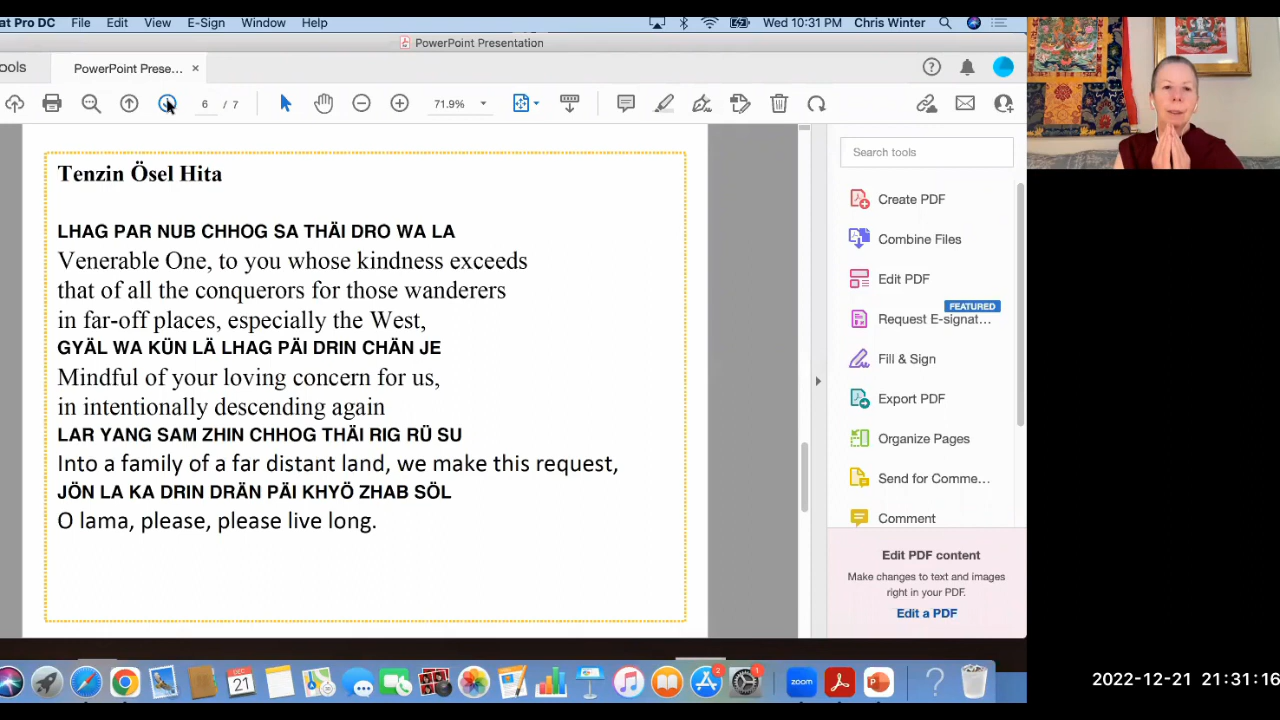 at Pro DC File Edit View E-Sign Window Help Wed 10:31 PM Chris Winter
PowerPoint Presentation
ools PowerPoint Prese... ×
6 / 7 71.9%
Tenzin Ösel Hita
LHAG PAR NUB CHHOG SA THÄI DRO WA LA
Venerable One, to you whose kindness exceeds
that of all the conquerors for those wanderers
in far-off places, especially the West,
GYÄL WA KÜN LÄ LHAG PÄI DRIN CHÄN JE
Mindful of your loving concern for us,
in intentionally descending again
LAR YANG SAM ZHIN CHHOG THÄI RIG RÜ SU
Into a family of a far distant land, we make this request,
JÖN LA KA DRIN DRÄN PÄI KHYÖ ZHAB SÖL
O lama, please, please live long.
Search tools
Create PDF
Combine Files
Edit PDF
FEATURED
Request E-signat...
Fill & Sign
Export PDF
Organize Pages
Send for Comme...
Comment
Edit PDF content
Make changes to text and images
right in your PDF.
Edit a PDF
DEC
21
2
1
zoom
2022-12-21 21:31:16